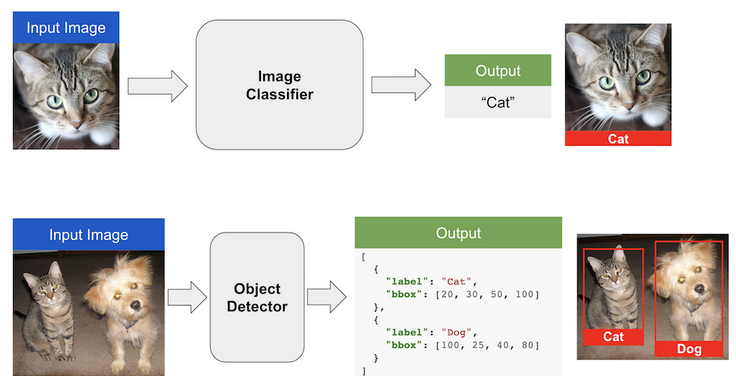 Input Image
Image
Classifier
Output
“Cat”
Cat
Input Image
Object
Detector
Output
[
{
"label": "Cat",
"bbox": [20, 30, 50, 100]
},
{
"label": "Dog",
"bbox": [100, 25, 40, 80]
}
]
Cat
Dog